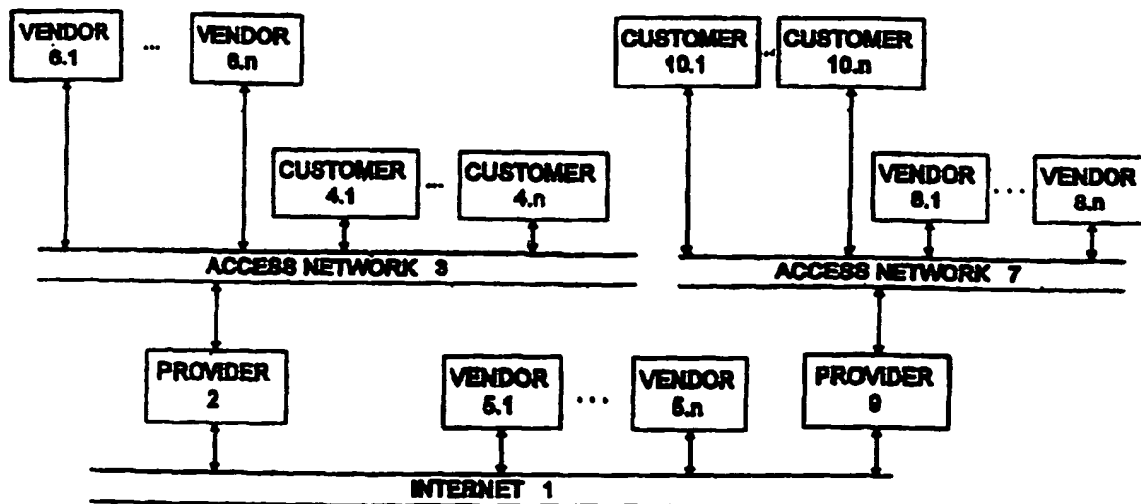 VENDOR
6.1
...
VENDOR
6.n
CUSTOMER
10.1
...
CUSTOMER
10.n
CUSTOMER
4.1
...
CUSTOMER
4.n
VENDOR
8.1
...
VENDOR
8.n
ACCESS NETWORK 3
ACCESS NETWORK 7
PROVIDER
2
VENDOR
5.1
...
VENDOR
5.n
PROVIDER
9
INTERNET 1